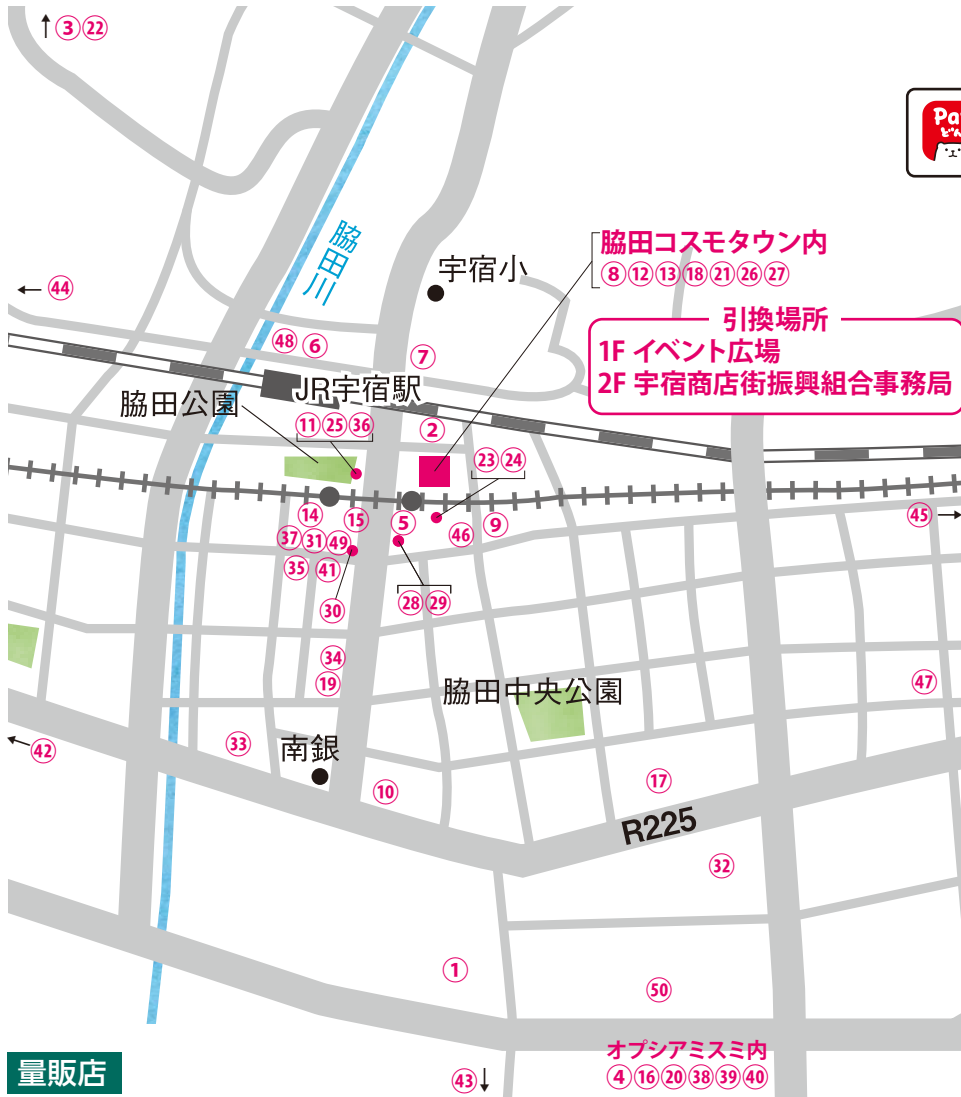 ↑③㉒
Pa
どん
脇田川
宇宿小
脇田コスモタウン内
⑧⑫⑬⑱㉑㉖㉗
←㊹
引換場所
1F イベント広場
2F 宇宿商店街振興組合事務局
㊽⑥
⑦
JR宇宿駅
脇田公園
⑪㉕㊱
②
㉓㉔
⑭
⑮
⑤
㊻
⑨
㊺→
㊲㉛㊾
㉟㊶
㉚
㉘㉙
㉞
⑲
脇田中央公園
㊼
←㊷
㉝
南銀
⑩
⑰
R225
㉜
①
㊿
オプシアミスミ内
④⑯⑳㊳㊴㊵
量販店
㊸↓